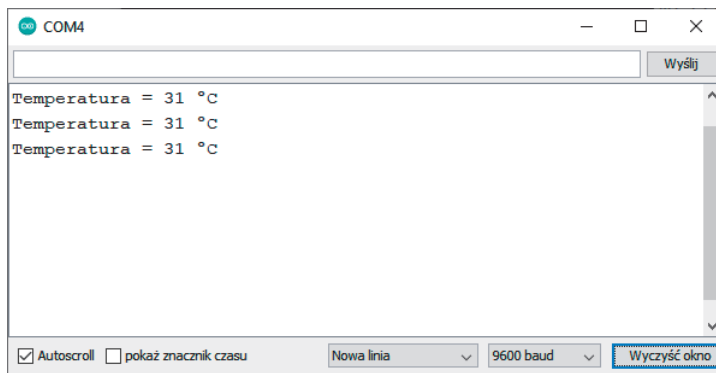 COM4
Wyślij
Temperatura = 31 °C
Temperatura = 31 °C
Temperatura = 31 °C
Autoscroll pokaż znacznik czasu Nowa linia 9600 baud Wyczyść okno